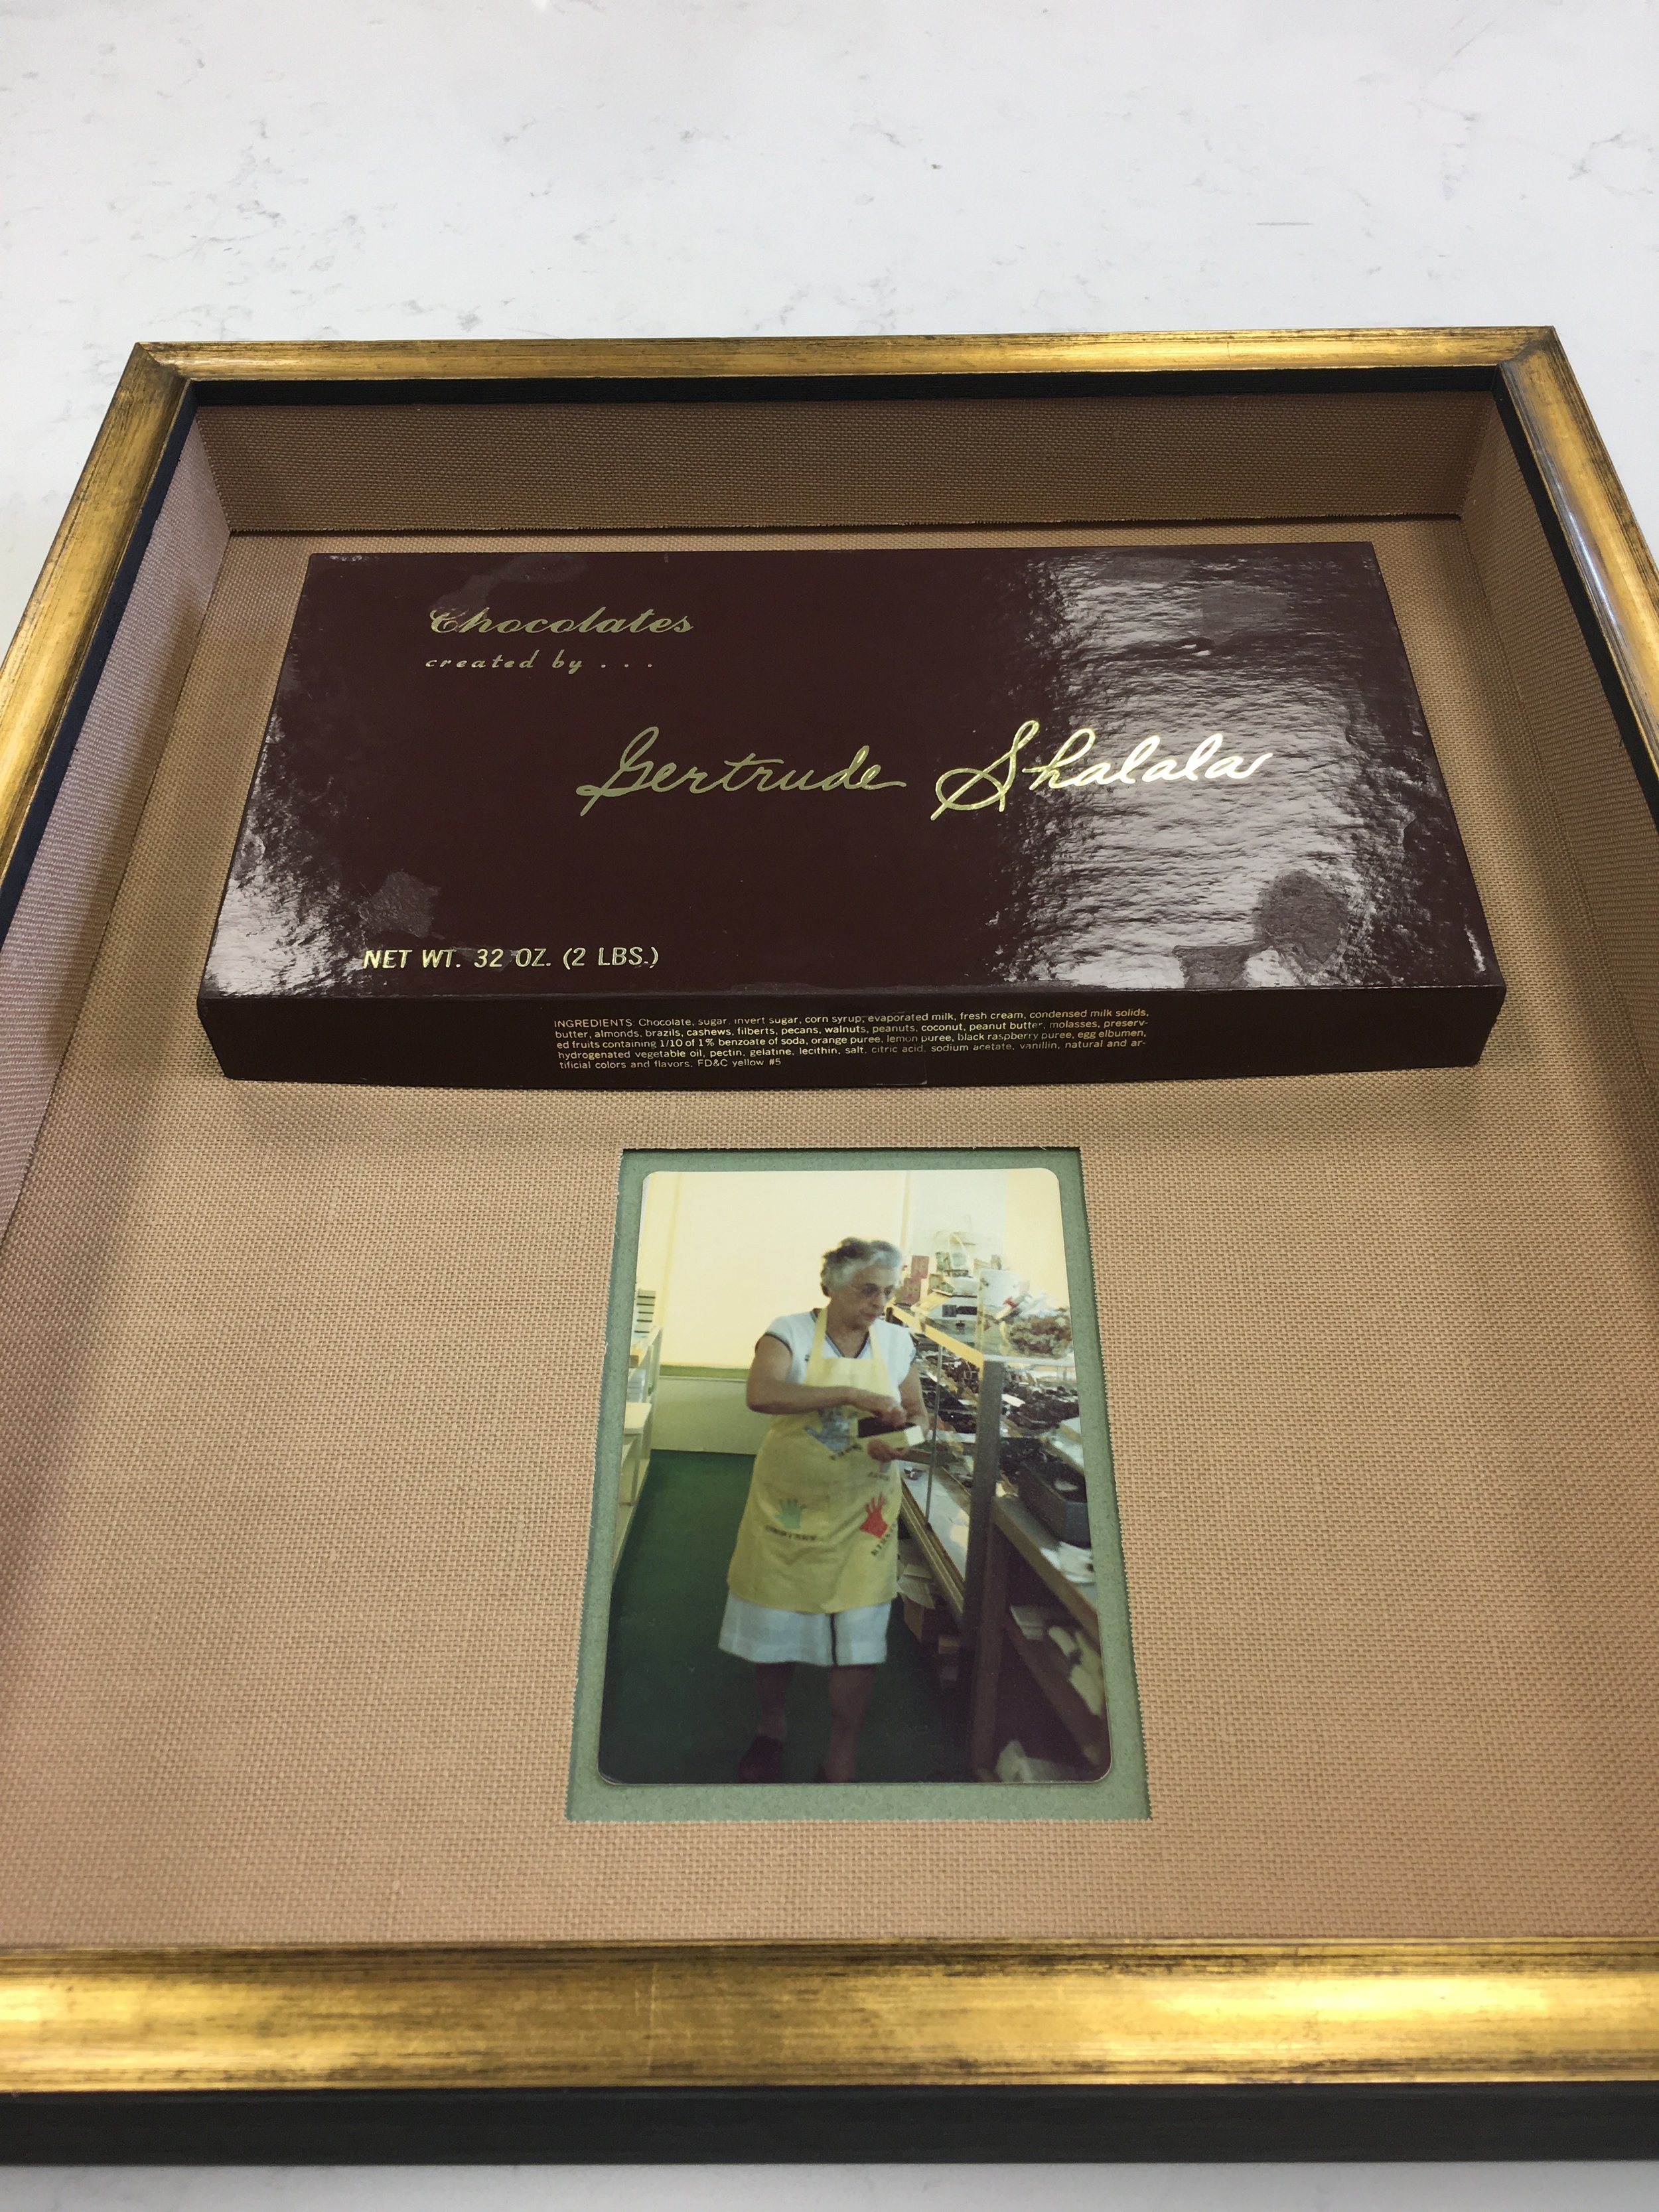 Chocolates
created by . . .
Gertrude Shalala
NET WT. 32 OZ. (2 LBS.)
INGREDIENTS Chocolate, sugar, invert sugar, corn syrup, evaporated milk, fresh cream, condensed milk solids,
butter, almonds, brazils, cashews, filberts, pecans, walnuts, peanuts, coconut, peanut butter, molasses, preserv-
ed fruits containing 1/10 of 1% benzoate of soda, orange puree, lemon puree, black raspberry puree, egg elbumen,
hydrogenated vegetable oil, pectin, gelatine, lecithin, salt, citric acid, sodium acetate, vanillin, natural and ar-
tificial colors and flavors. FD&C yellow #5